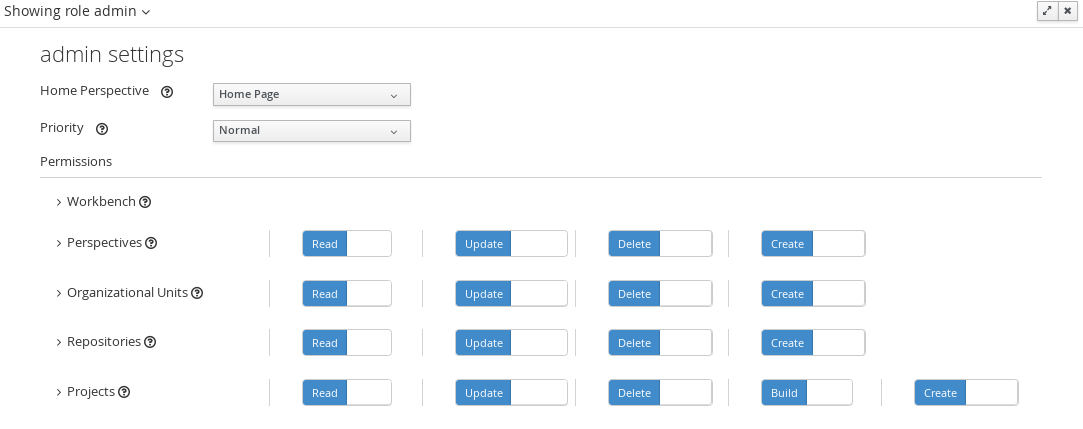 Showing role admin
admin settings
Home Perspective Home Page
Priority Normal
Permissions
Workbench
Perspectives Read Update Delete Create
Organizational Units Read Update Delete Create
Repositories Read Update Delete Create
Projects Read Update Delete Build Create